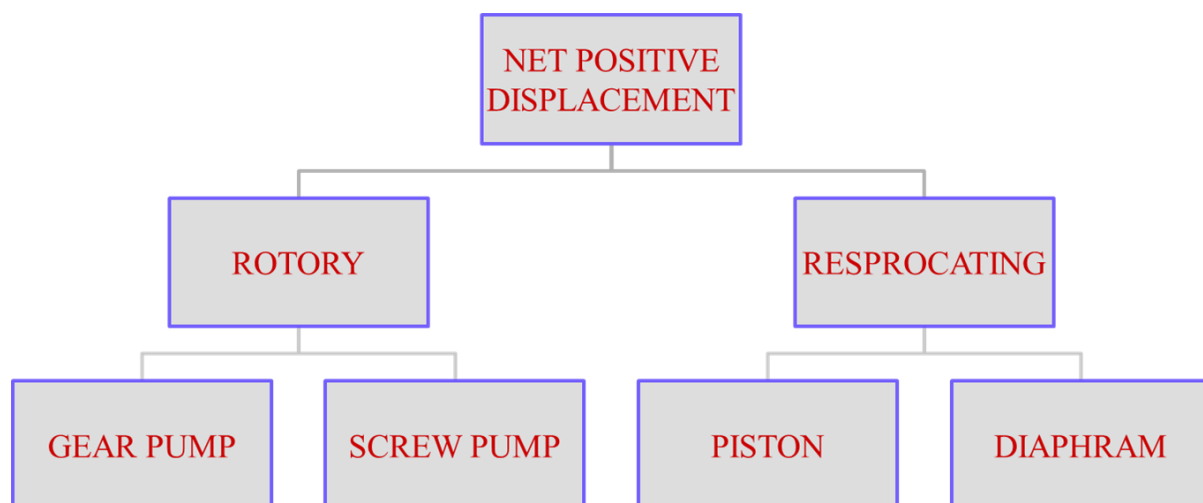 NET POSITIVE
DISPLACEMENT
ROTORY
RESPROCATING
GEAR PUMP
SCREW PUMP
PISTON
DIAPHRAM